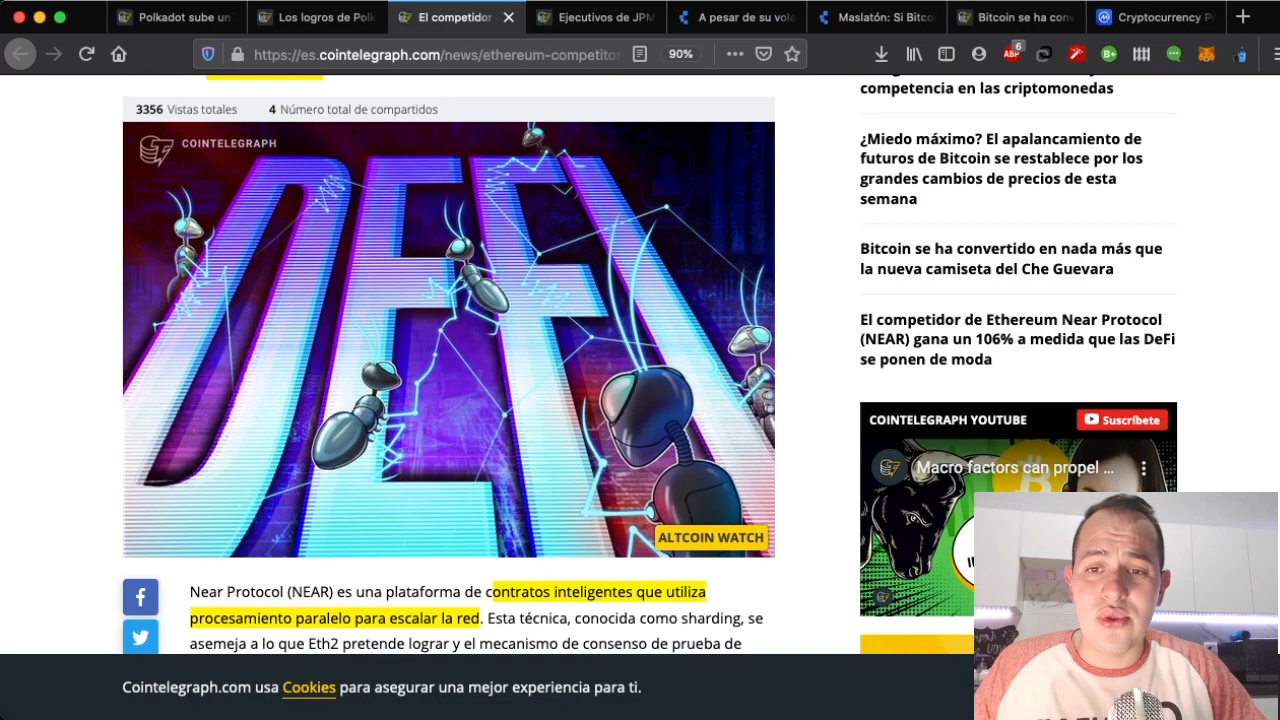 Polkadot sube un
Los logros de Polk
El competidor
Ejecutivos de JPM
A pesar de su vola
Maslatón: Si Bitco
Bitcoin se ha conv
Cryptocurrency Pr
https://es.cointelegraph.com/news/ethereum-competitor
90%
ABP
6
B+
3356 Vistas totales
4 Número total de compartidos
COINTELEGRAPH
DEFI
ALTCOIN WATCH
Near Protocol (NEAR) es una plataforma de contratos inteligentes que utiliza
procesamiento paralelo para escalar la red. Esta técnica, conocida como sharding, se
asemeja a lo que Eth2 pretende lograr y el mecanismo de consenso de prueba de
competencia en las criptomonedas
¿Miedo máximo? El apalancamiento de
futuros de Bitcoin se restablece por los
grandes cambios de precios de esta
semana
Bitcoin se ha convertido en nada más que
la nueva camiseta del Che Guevara
El competidor de Ethereum Near Protocol
(NEAR) gana un 106% a medida que las DeFi
se ponen de moda
COINTELEGRAPH YOUTUBE
Suscríbete
Macro factors can propel ...
Cointelegraph.com usa Cookies para asegurar una mejor experiencia para ti.